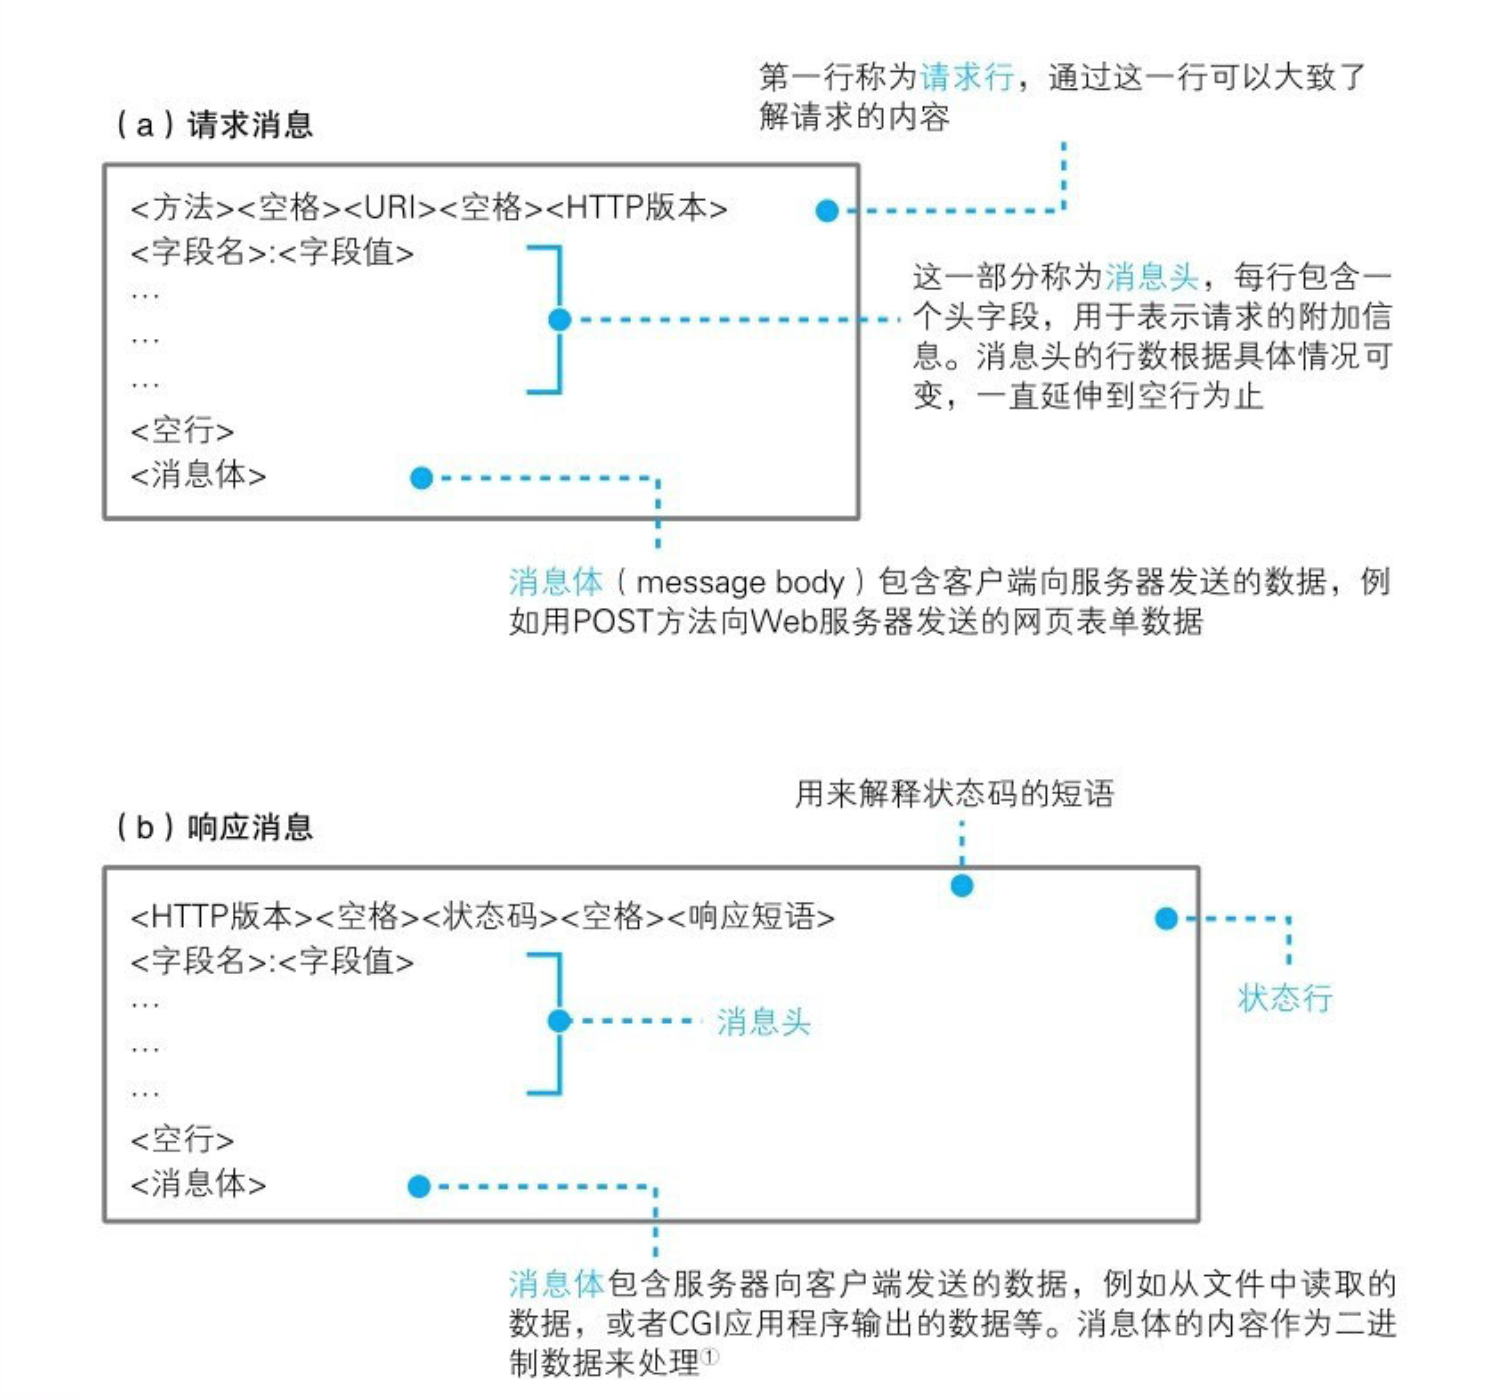 第一行称为请求行，通过这一行可以大致了
解请求的内容
（a）请求消息
<方法><空格><URI><空格><HTTP版本>
<字段名>:<字段值>
…
…
…
<空行>
<消息体>
这一部分称为消息头，每行包含一
个头字段，用于表示请求的附加信
息。消息头的行数根据具体情况可
变，一直延伸到空行为止
消息体（message body）包含客户端向服务器发送的数据，例
如用POST方法向Web服务器发送的网页表单数据
用来解释状态码的短语
（b）响应消息
<HTTP版本><空格><状态码><空格><响应短语>
<字段名>:<字段值>
…
…
…
<空行>
<消息体>
消息头
状态行
消息体包含服务器向客户端发送的数据，例如从文件中读取的
数据，或者CGI应用程序输出的数据等。消息体的内容作为二进
制数据来处理①